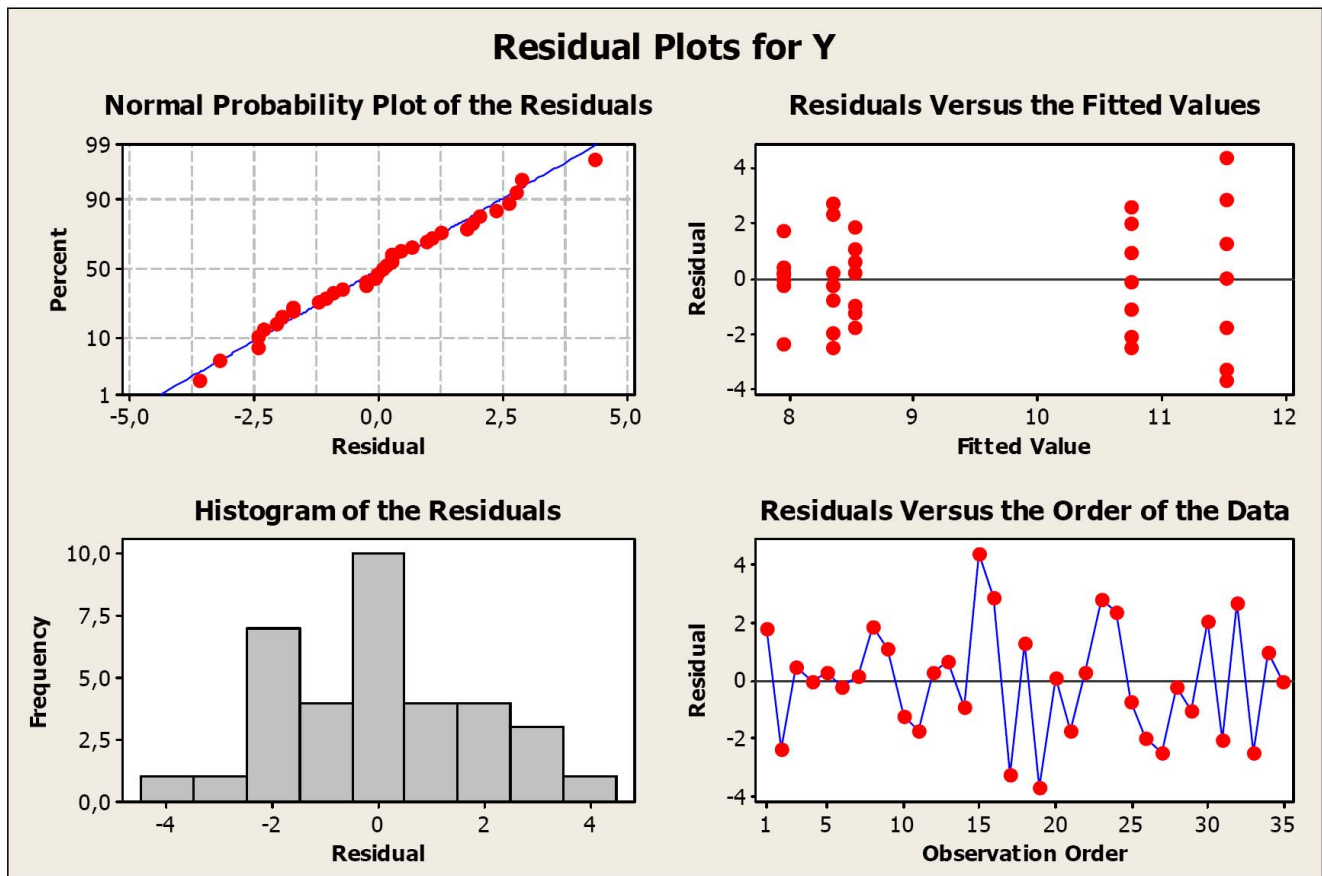 Residual Plots for Y
Normal Probability Plot of the Residuals
99
90
50
10
1
Percent
-5,0 -2,5 0,0 2,5 5,0
Residual
Residuals Versus the Fitted Values
4
2
0
-2
-4
Residual
8 9 10 11 12
Fitted Value
Histogram of the Residuals
10,0
7,5
5,0
2,5
0,0
Frequency
-4 -2 0 2 4
Residual
Residuals Versus the Order of the Data
4
2
0
-2
-4
Residual
1 5 10 15 20 25 30 35
Observation Order